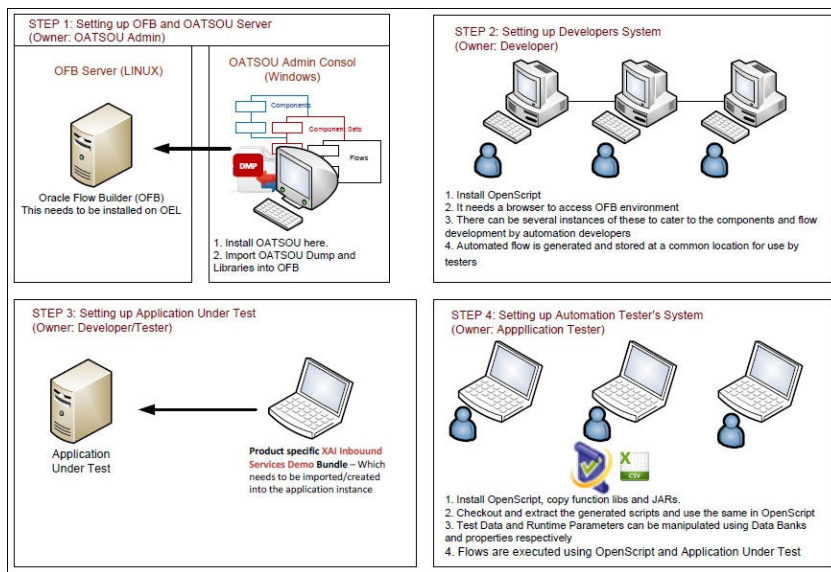 STEP 1: Setting up OFB and OATSOU Server
(Owner: OATSOU Admin)
OFB Server (LINUX)
Oracle Flow Builder (OFB)
This needs to be installed on OEL
OATSOU Admin Consol
(Windows)
Components
Component Sets
Flows
DMP
1. Install OATSOU here.
2. Import OATSOU Dump and
Libraries into OFB
STEP 2: Setting up Developers System
(Owner: Developer)
1. Install OpenScript
2. It needs a browser to access OFB environment
3. There can be several instances of these to cater to the components and flow
development by automation developers
4. Automated flow is generated and stored at a common location for use by
testers
STEP 3: Setting up Application Under Test
(Owner: Developer/Tester)
Application
Under Test
Product specific XAI Inbouund
Services Demo Bundle – Which
needs to be imported/created
into the application instance
STEP 4: Setting up Automation Tester's System
(Owner: Appplication Tester)
X
CSV
1. Install OpenScript, copy function libs and JARs.
2. Checkout and extract the generated scripts and use the same in OpenScript
3. Test Data and Runtime Parameters can be manipulated using Data Banks
and properties respectively
4. Flows are executed using OpenScript and Application Under Test